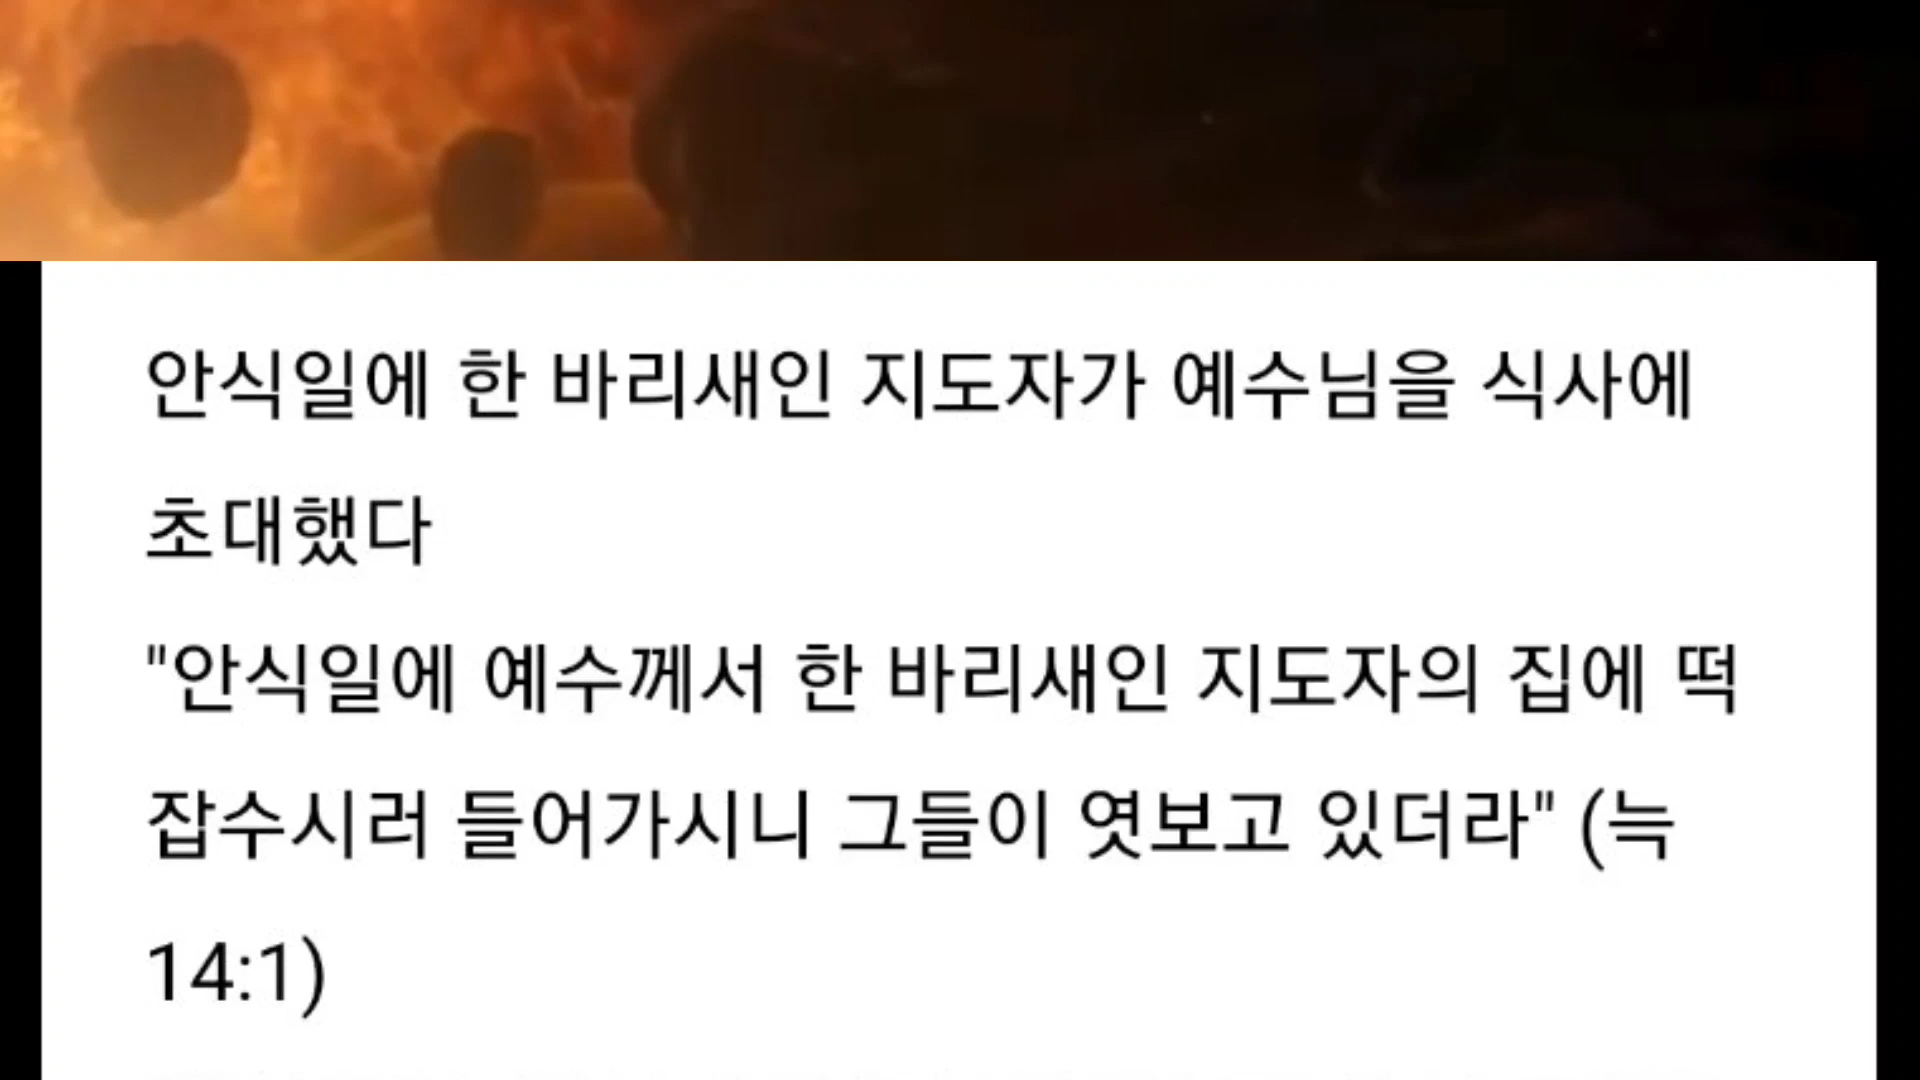 안식일에 한 바리새인 지도자가 예수님을 식사에
초대했다
"안식일에 예수께서 한 바리새인 지도자의 집에 떡
잡수시러 들어가시니 그들이 엿보고 있더라" (눅
14:1)